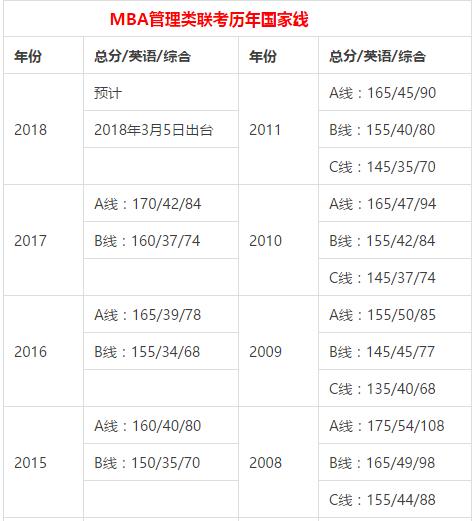 MBA管理类联考历年国家线
年份 总分/英语/综合 年份 总分/英语/综合
2018 预计 2011 A线：165/45/90
2018年3月5日出台 B线：155/40/80
C线：145/35/70
2017 A线：170/42/84 2010 A线：165/47/94
B线：160/37/74 B线：155/42/84
C线：145/37/74
2016 A线：165/39/78 2009 A线：155/50/85
B线：155/34/68 B线：145/45/77
C线：135/40/68
2015 A线：160/40/80 2008 A线：175/54/108
B线：150/35/70 B线：165/49/98
C线：155/44/88